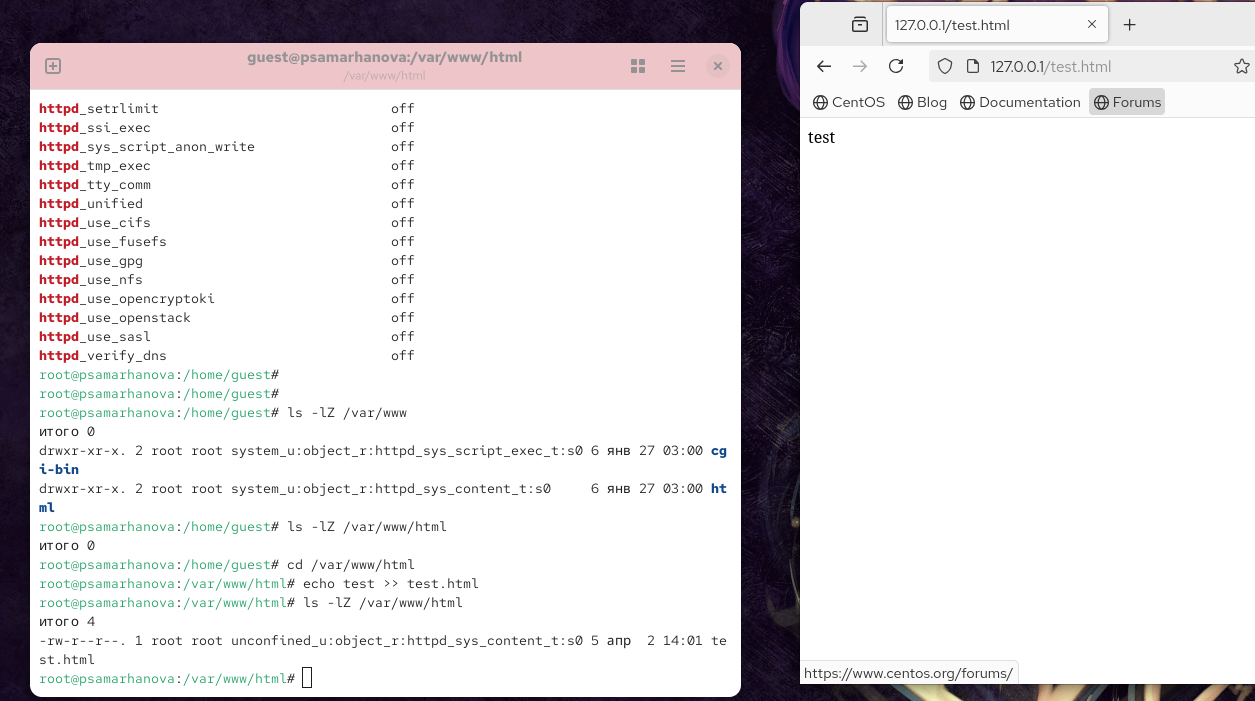 guest@psamarhanova:/var/www/html
/var/www/html
httpd_setrlimit off
httpd_ssi_exec off
httpd_sys_script_anon_write off
httpd_tmp_exec off
httpd_tty_comm off
httpd_unified off
httpd_use_cifs off
httpd_use_fusefs off
httpd_use_gpg off
httpd_use_nfs off
httpd_use_opencryptoki off
httpd_use_openstack off
httpd_use_sasl off
httpd_verify_dns off
root@psamarhanova:/home/guest#
root@psamarhanova:/home/guest#
root@psamarhanova:/home/guest# ls -lZ /var/www
итого 0
drwxr-xr-x. 2 root root system_u:object_r:httpd_sys_script_exec_t:s0 6 янв 27 03:00 cg
i-bin
drwxr-xr-x. 2 root root system_u:object_r:httpd_sys_content_t:s0 6 янв 27 03:00 ht
ml
root@psamarhanova:/home/guest# ls -lZ /var/www/html
итого 0
root@psamarhanova:/home/guest# cd /var/www/html
root@psamarhanova:/var/www/html# echo test >> test.html
root@psamarhanova:/var/www/html# ls -lZ /var/www/html
итого 4
-rw-r--r--. 1 root root unconfined_u:object_r:httpd_sys_content_t:s0 5 апр 2 14:01 te
st.html
root@psamarhanova:/var/www/html#
127.0.0.1/test.html
127.0.0.1/test.html
CentOS Blog Documentation Forums
test
https://www.centos.org/forums/